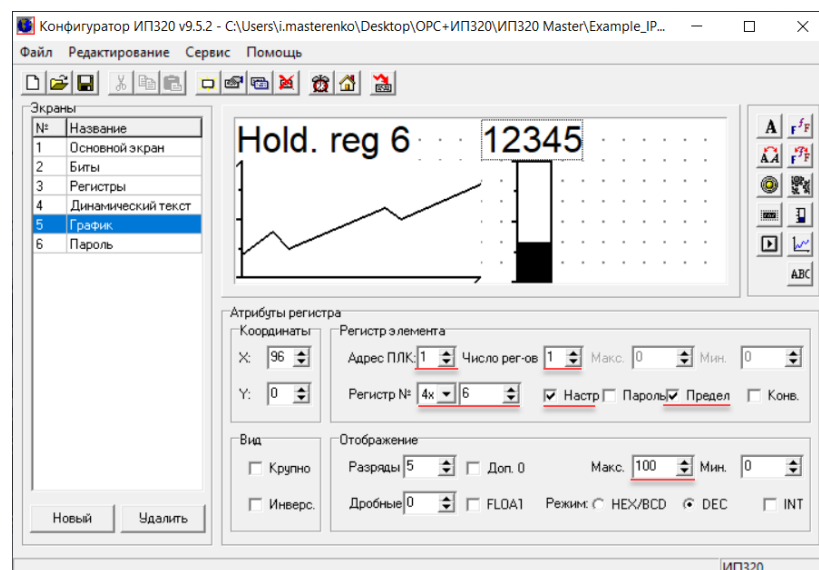 Конфигуратор ИП320 v9.5.2 - C:\Users\i.masterenko\Desktop\OPC+ИП320\ИП320 Master\Example_IP...
Файл Редактирование Сервис Помощь
Экраны
№ Название
1 Основной экран
2 Биты
3 Регистры
4 Динамический текст
5 График
6 Пароль
Новый Удалить
Hold. reg 6 12345
A FfF
AA FfF
ABC
Атрибуты регистра
Координаты
X: 96
Y: 0
Регистр элемента
Адрес ПЛК: 1 Число рег-ов 1 Макс. 0 Мин. 0
Регистр № 4x 6 Настр Пароль Предел Конв.
Вид
Крупно
Инверс.
Отображение
Разряды 5 Доп. 0 Макс. 100 Мин. 0
Дробные 0 FLOAT Режим: HEX/BCD DEC INT
ИП320